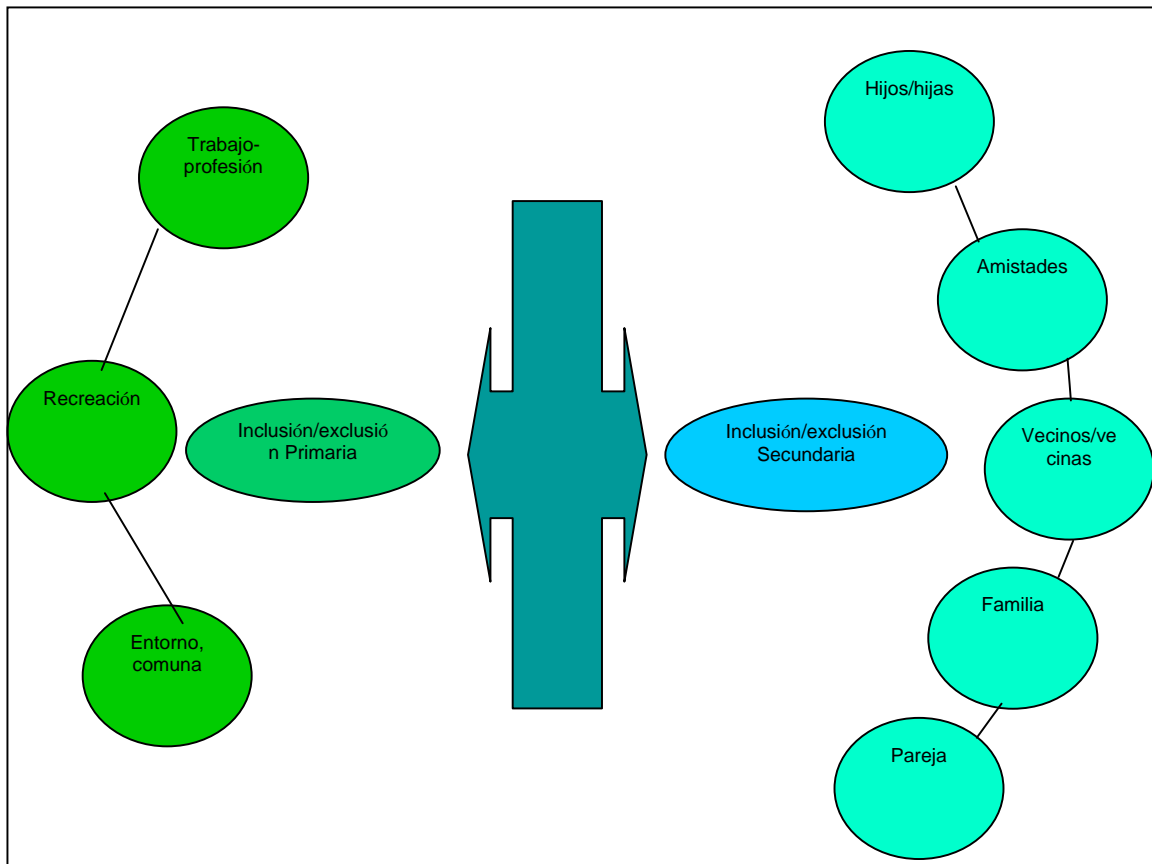 Hijos/hijas
Trabajo-
profesión
Amistades
Recreación
Inclusión/exclusió
n Primaria
Inclusión/exclusión
Secundaria
Vecinos/ve
cinas
Familia
Entorno,
comuna
Pareja